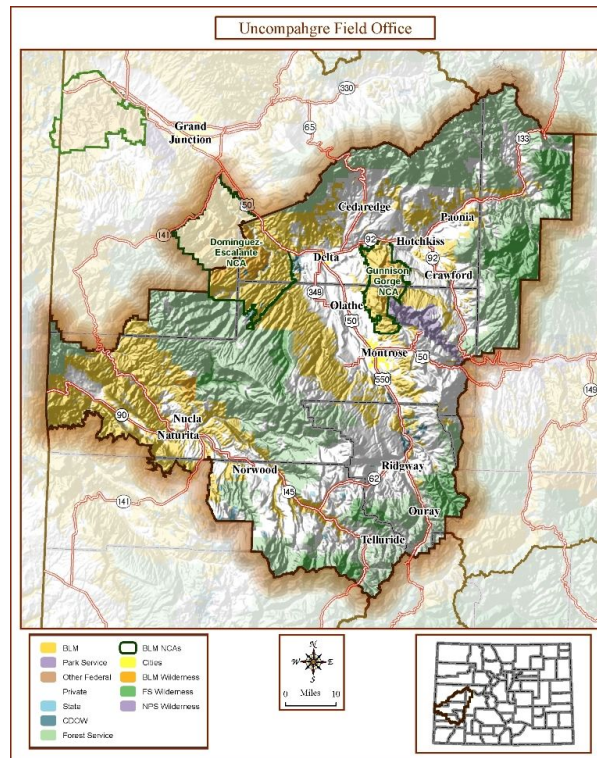 Uncompahgre Field Office
330
Grand
Junction
65
133
50
Cedaredge
Paonia
141
Dominguez-
Escalante
NCA
92
Hotchkiss
Delta
92
Gunnison
Gorge
NCA
Crawford
348
Olathe
50
Montrose
50
550
149
90
Nucla
Naturita
Norwood
Ridgway
62
145
141
Ouray
Telluride
BLM
Park Service
Other Federal
Private
State
CDOW
Forest Service
BLM NCAs
Cities
BLM Wilderness
FS Wilderness
NPS Wilderness
N
W E
S
Miles
0 10